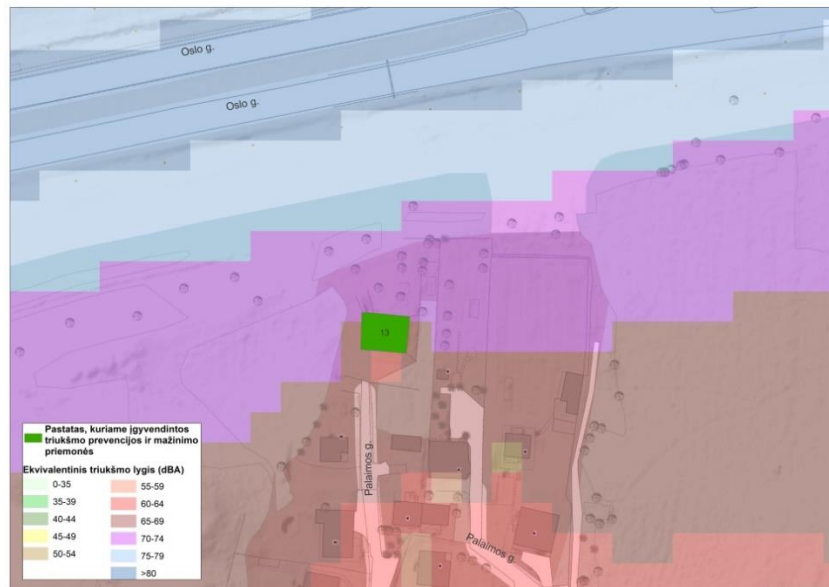 Oslo g.
Oslo g.
13
Palaimos g.
Palaimos g.
Pastatas, kuriame įgyvendintos
triukšmo prevencijos ir mažinimo
priemonės
Ekvivalentinis triukšmo lygis (dBA)
0-35
35-39
40-44
45-49
50-54
55-59
60-64
65-69
70-74
75-79
>80